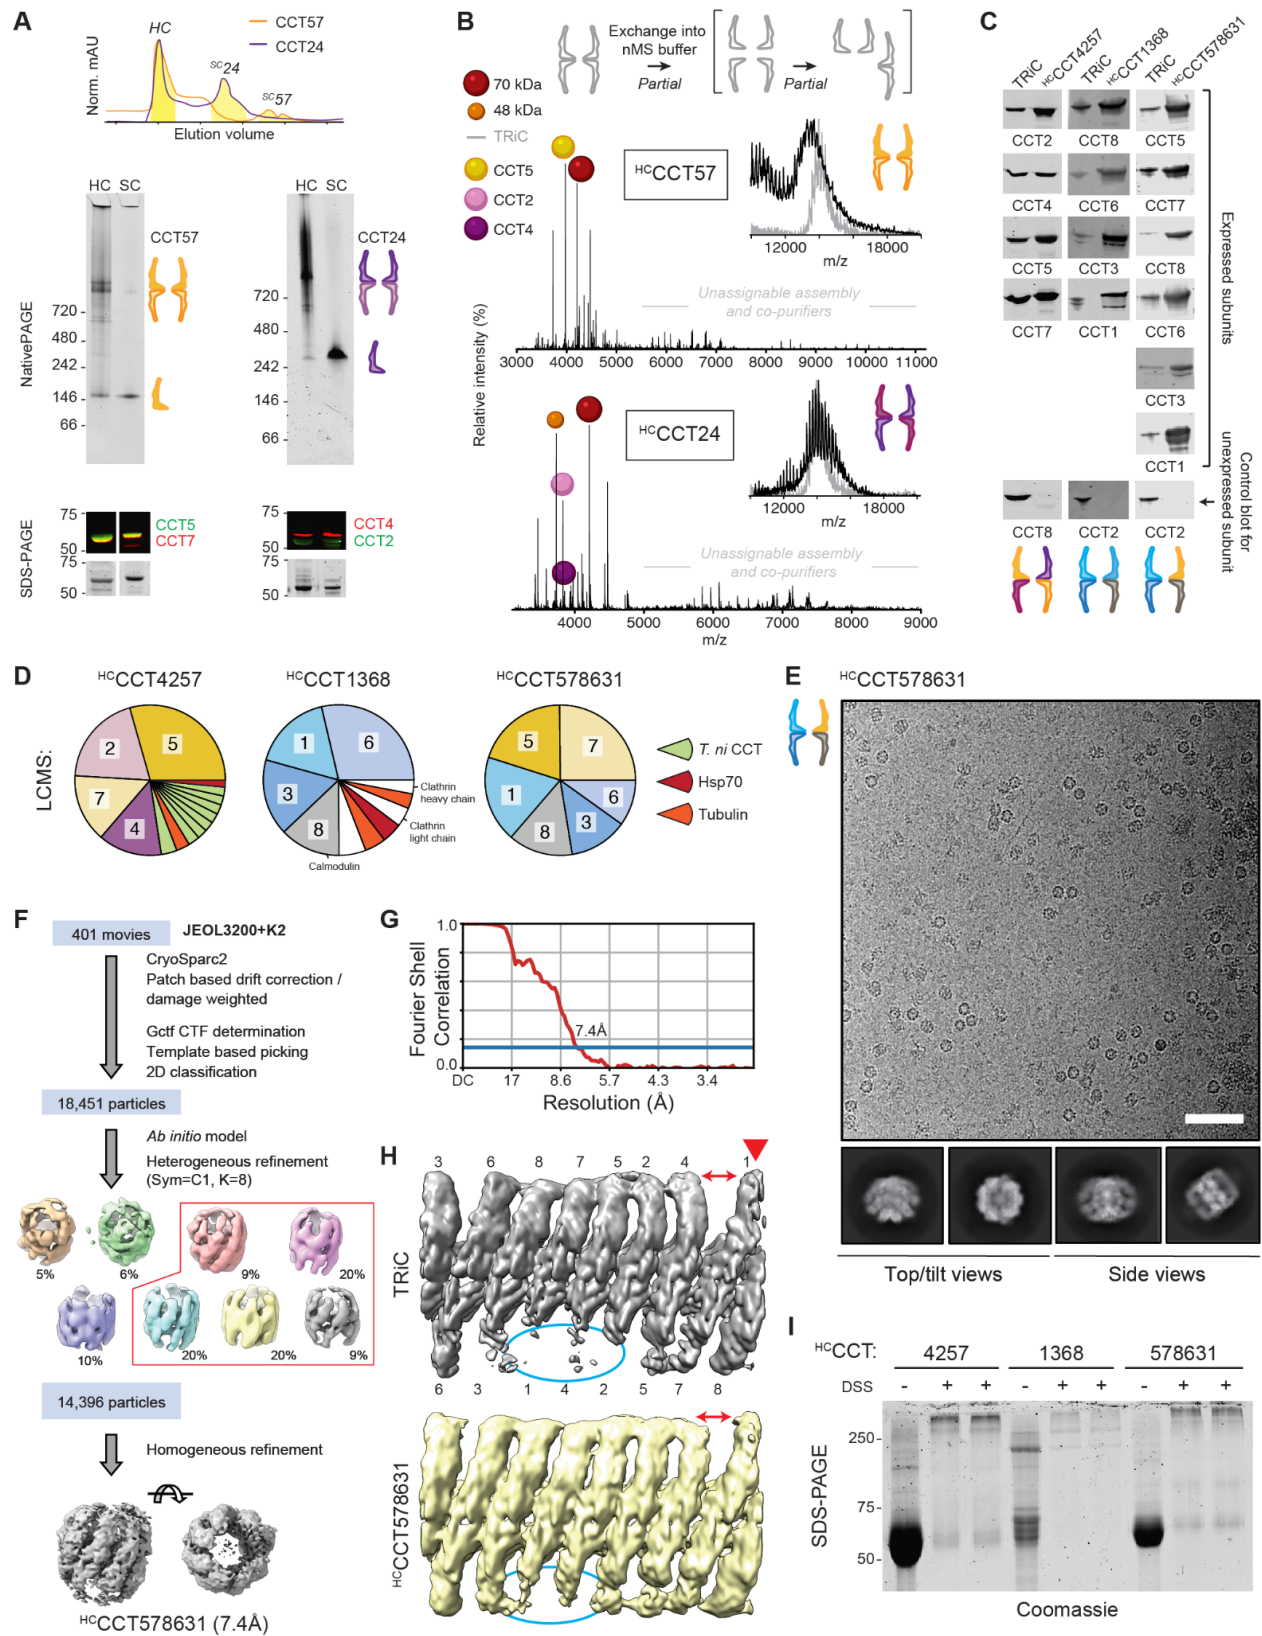 A
HC
CCT57
CCT24
SC24
SC57
Norm. mAU
Elution volume
HC SC
HC SC
CCT57
CCT24
NativePAGE
720
480
242
146
66
720
480
242
146
66
SDS-PAGE
75
50
75
50
CCT5
CCT7
75
50
75
50
CCT4
CCT2
B
Exchange into
nMS buffer
Partial
Partial
70 kDa
48 kDa
TRiC
CCT5
CCT2
CCT4
HCCCT57
12000 18000
m/z
Unassignable assembly
and co-purifiers
3000 4000 5000 6000 7000 8000 9000 10000 11000
Relative intensity (%)
HCCCT24
12000 18000
m/z
Unassignable assembly
and co-purifiers
4000 5000 6000 7000 8000 9000
m/z
C
TRiC
HCCCT4257
TRiC
HCCCT1368
TRiC
HCCCT578631
CCT2 CCT8 CCT5
CCT4 CCT6 CCT7
CCT5 CCT3 CCT8
CCT7 CCT1 CCT6
CCT3
CCT1
CCT8 CCT2 CCT2
Expressed subunits
Control blot for
unexpressed subunit
D
HCCCT4257
HCCCT1368
HCCCT578631
LCMS:
2 5 7 4
1 6 3 8
Clathrin
heavy chain
Clathrin
light chain
Calmodulin
5 7 1 6 8 3
T. ni CCT
Hsp70
Tubulin
E
HCCCT578631
Top/tilt views
Side views
F
401 movies
JEOL3200+K2
CryoSparc2
Patch based drift correction /
damage weighted
Gctf CTF determination
Template based picking
2D classification
18,451 particles
Ab initio model
Heterogeneous refinement
(Sym=C1, K=8)
5% 6% 9% 20%
10% 20% 20% 9%
14,396 particles
Homogeneous refinement
HCCCT578631 (7.4Å)
G
1.0
0.0
Fourier Shell
Correlation
7.4Å
DC 17 8.6 5.7 4.3 3.4
Resolution (Å)
H
3 6 8 7 5 2 4 1
TRiC
6 3 1 4 2 5 7 8
HCCCT578631
I
HCCCT: 4257 1368 578631
DSS - + + - + + - + +
250
75
50
SDS-PAGE
Coomassie